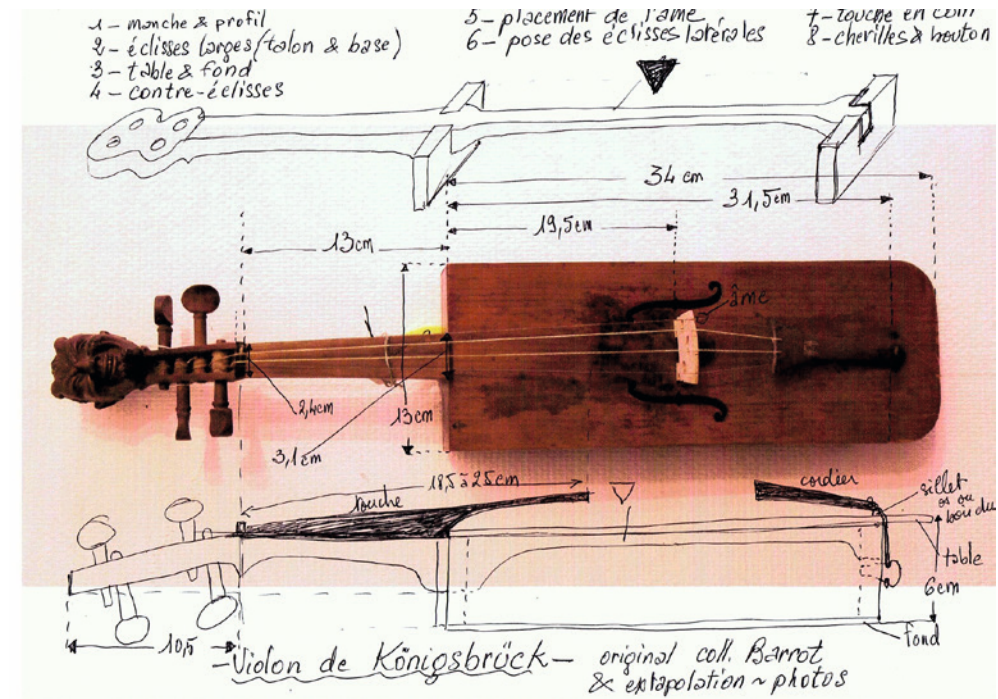 1 - manche & profil
2 - éclisses larges (talon & base)
3 - table & fond
4 - contre-éclisses
5 - placement de l'âme
6 - pose des éclisses latérales
7 - touche en coin
8 - chevilles & bouton
34 cm
31,5cm
19,5cm
13cm
âme
2,4cm
13cm
3,1cm
18,5 à 25cm
touche
cordier
sillet
os ou
table
6cm
fond
10,5
- Violon de Königsbrück - original coll. Barrot
& extapolation ~ photos